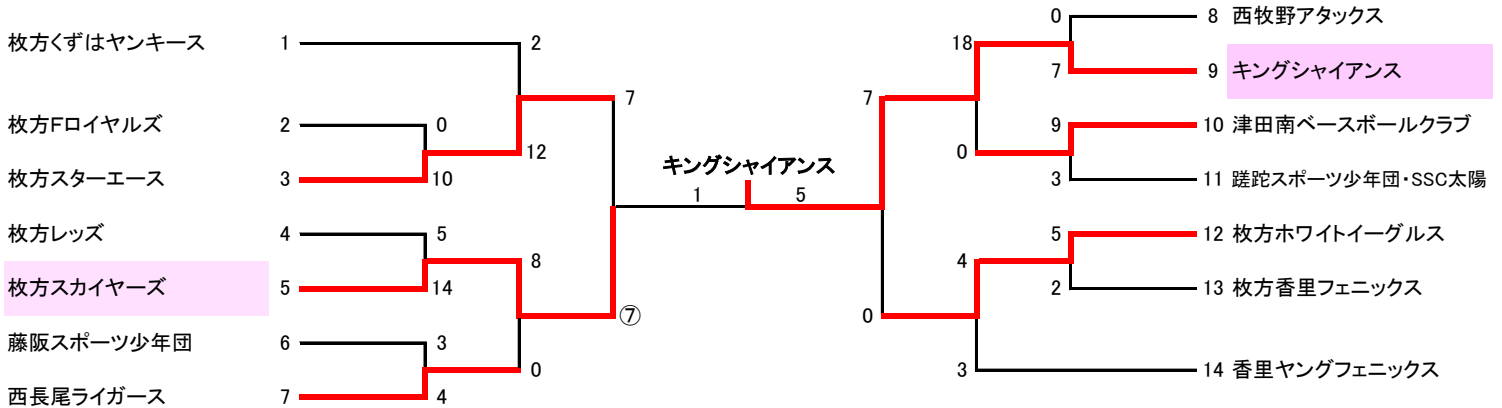 枚方くずはヤンキース 1 2
枚方Fロイヤルズ 2 0
枚方スターエース 3 10
12
7
枚方レッズ 4 5
枚方スカイヤーズ 5 14
8
藤阪スポーツ少年団 6 3
西長尾ライガース 7 4
0
⑦
キングシャイアンス
1 5
0 8 西牧野アタックス
18
7 9 キングシャイアンス
7
9 10 津田南ベースボールクラブ
0
3 11 蹉跎スポーツ少年団・SSC太陽
5 12 枚方ホワイトイーグルス
4
2 13 枚方香里フェニックス
0
3 14 香里ヤングフェニックス